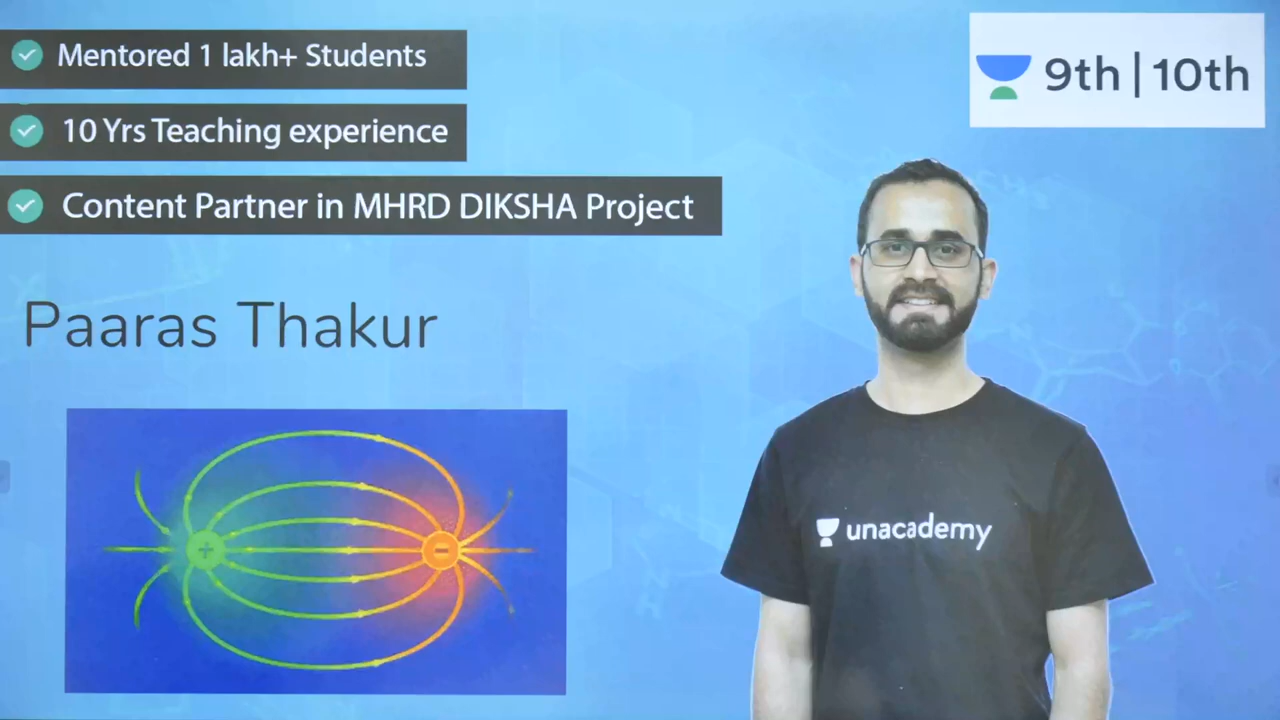 Mentored 1 lakh+ Students
10 Yrs Teaching experience
Content Partner in MHRD DIKSHA Project
9th | 10th
Paaras Thakur
+
−
unacademy